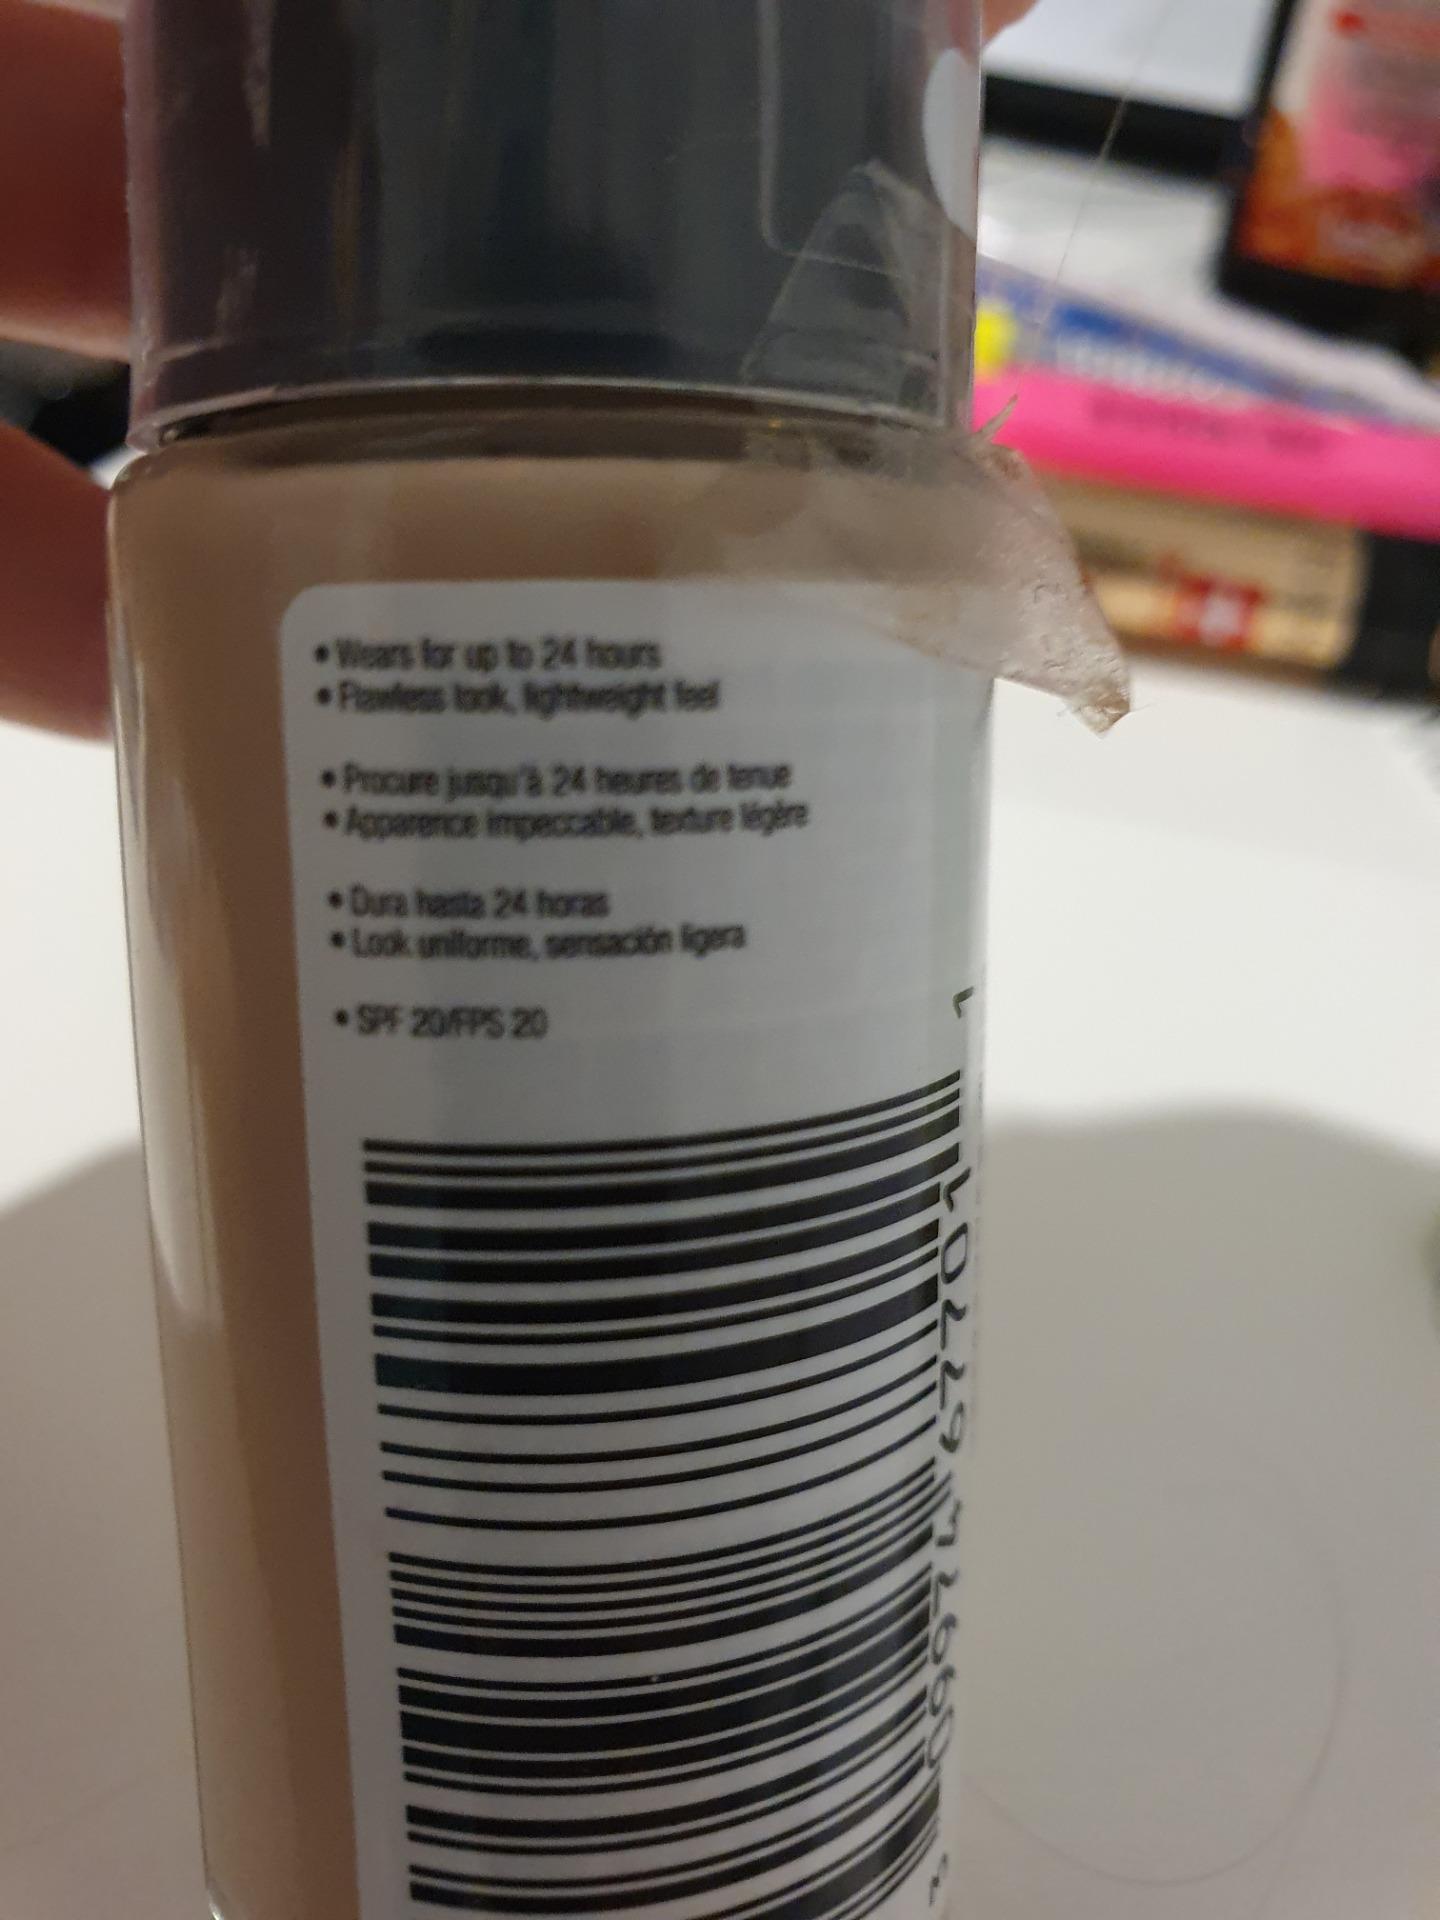 • Wears for up to 24 hours
• Flawless look, lightweight feel
• Procure jusqu'à 24 heures de tenue
• Apparence impeccable, texture légère
• Dura hasta 24 horas
• Look uniforme, sensación ligera
• SPF 20/FPS 20